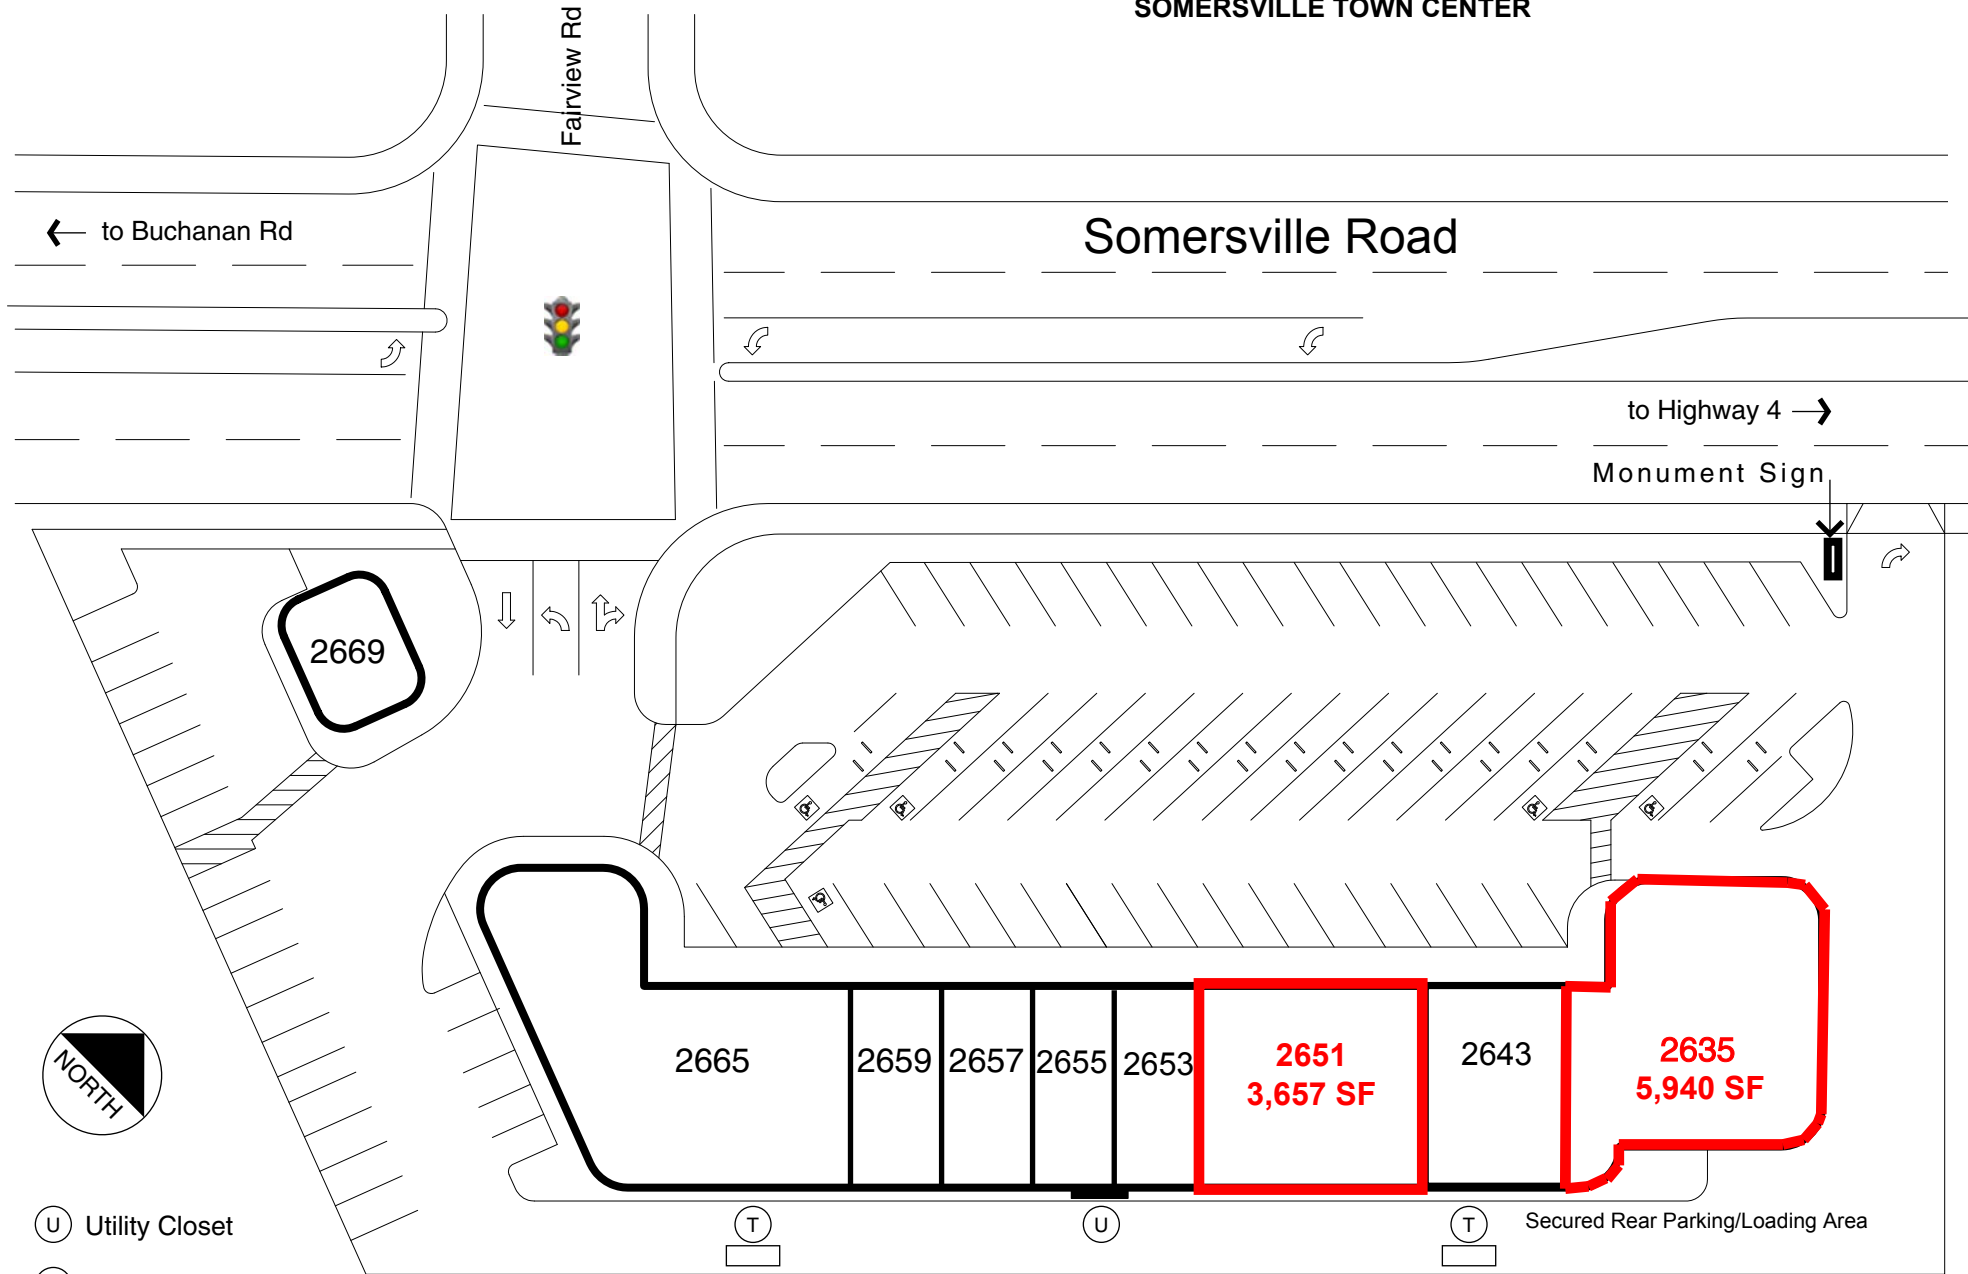 SOMERSVILLE TOWN CENTER
Fairview Rd
to Buchanan Rd
Somersville Road
to Highway 4
Monument Sign
2669
2665
2659
2657
2655
2653
2651
3,657 SF
2643
2635
5,940 SF
NORTH
U Utility Closet
T
U
T
Secured Rear Parking/Loading Area